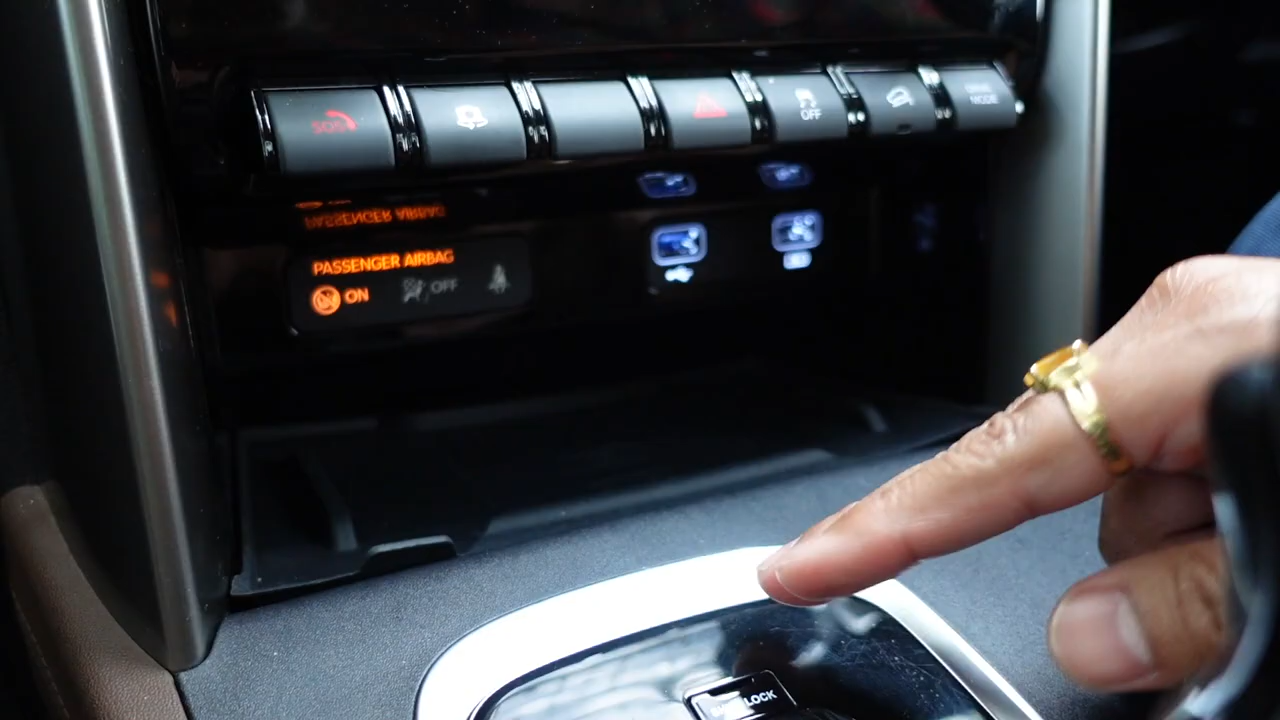 SOS
OFF
DRIVE
MODE
PASSENGER AIRBAG
PASSENGER AIRBAG
ON
OFF
LOCK